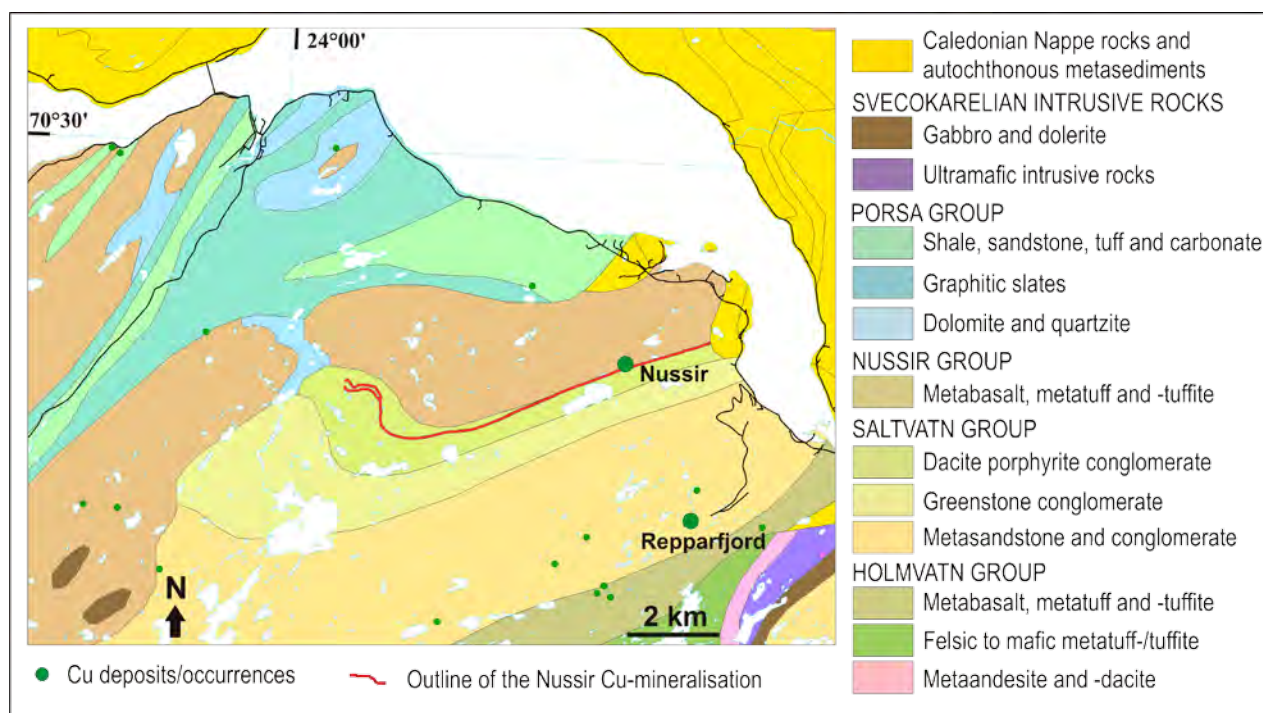 24°00'
70°30'
Nussir
Repparfjord
N
2 km
Cu deposits/occurrences
Outline of the Nussir Cu-mineralisation
Caledonian Nappe rocks and
autochthonous metasediments
SVECOKARELIAN INTRUSIVE ROCKS
Gabbro and dolerite
Ultramafic intrusive rocks
PORSA GROUP
Shale, sandstone, tuff and carbonate
Graphitic slates
Dolomite and quartzite
NUSSIR GROUP
Metabasalt, metatuff and -tuffite
SALTVATN GROUP
Dacite porphyrite conglomerate
Greenstone conglomerate
Metasandstone and conglomerate
HOLMVATN GROUP
Metabasalt, metatuff and -tuffite
Felsic to mafic metatuff-/tuffite
Metaandesite and -dacite